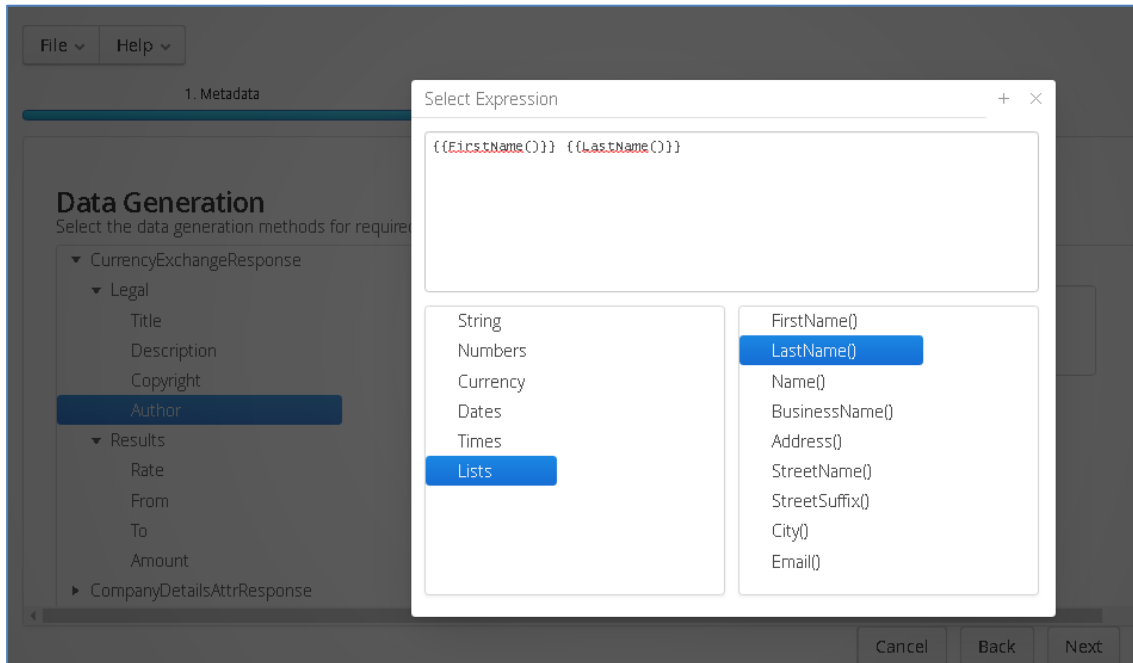 File Help
1. Metadata
Select Expression
{{FirstName()}} {{LastName()}}
Data Generation
Select the data generation methods for require
CurrencyExchangeResponse
Legal
Title
Description
Copyright
Author
Results
Rate
From
To
Amount
CompanyDetailsAttrResponse
String
Numbers
Currency
Dates
Times
Lists
FirstName()
LastName()
Name()
BusinessName()
Address()
StreetName()
StreetSuffix()
City()
Email()
Cancel Back Next